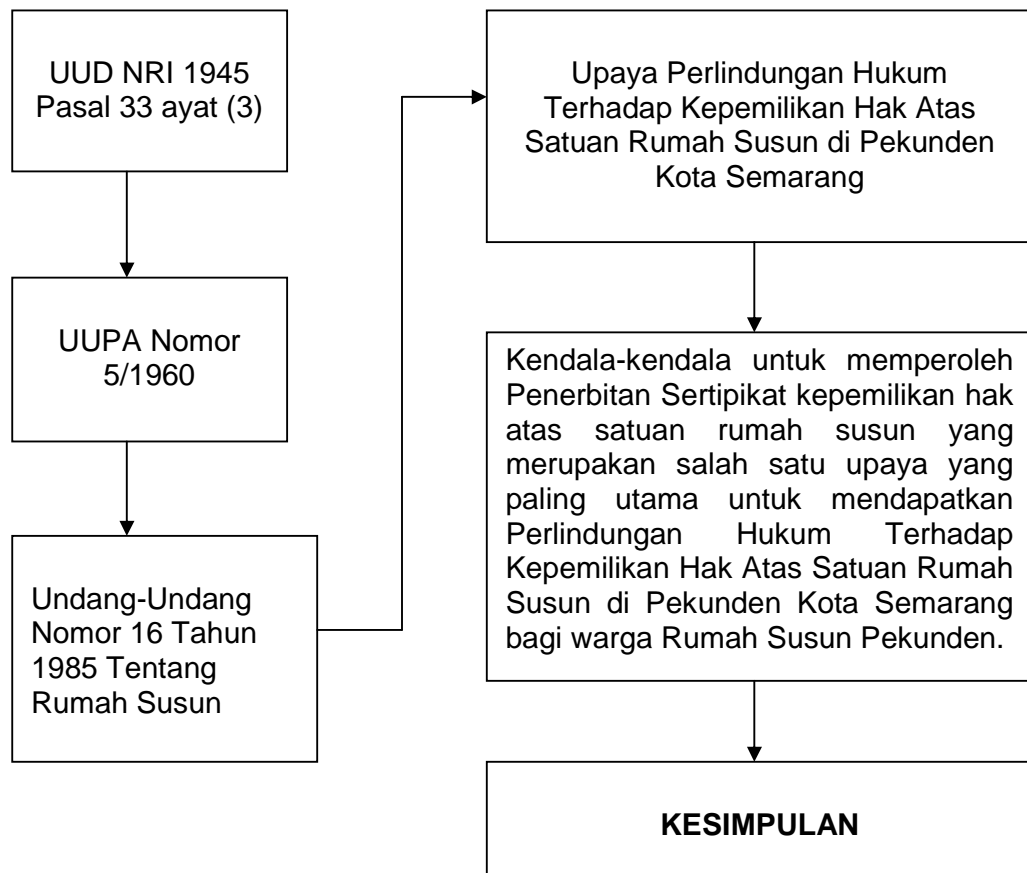 UUD NRI 1945
Pasal 33 ayat (3)
UUPA Nomor
5/1960
Undang-Undang
Nomor 16 Tahun
1985 Tentang
Rumah Susun
Upaya Perlindungan Hukum
Terhadap Kepemilikan Hak Atas
Satuan Rumah Susun di Pekunden
Kota Semarang
Kendala-kendala untuk memperoleh
Penerbitan Sertipikat kepemilikan hak
atas satuan rumah susun yang
merupakan salah satu upaya yang
paling utama untuk mendapatkan
Perlindungan Hukum Terhadap
Kepemilikan Hak Atas Satuan Rumah
Susun di Pekunden Kota Semarang
bagi warga Rumah Susun Pekunden.
KESIMPULAN